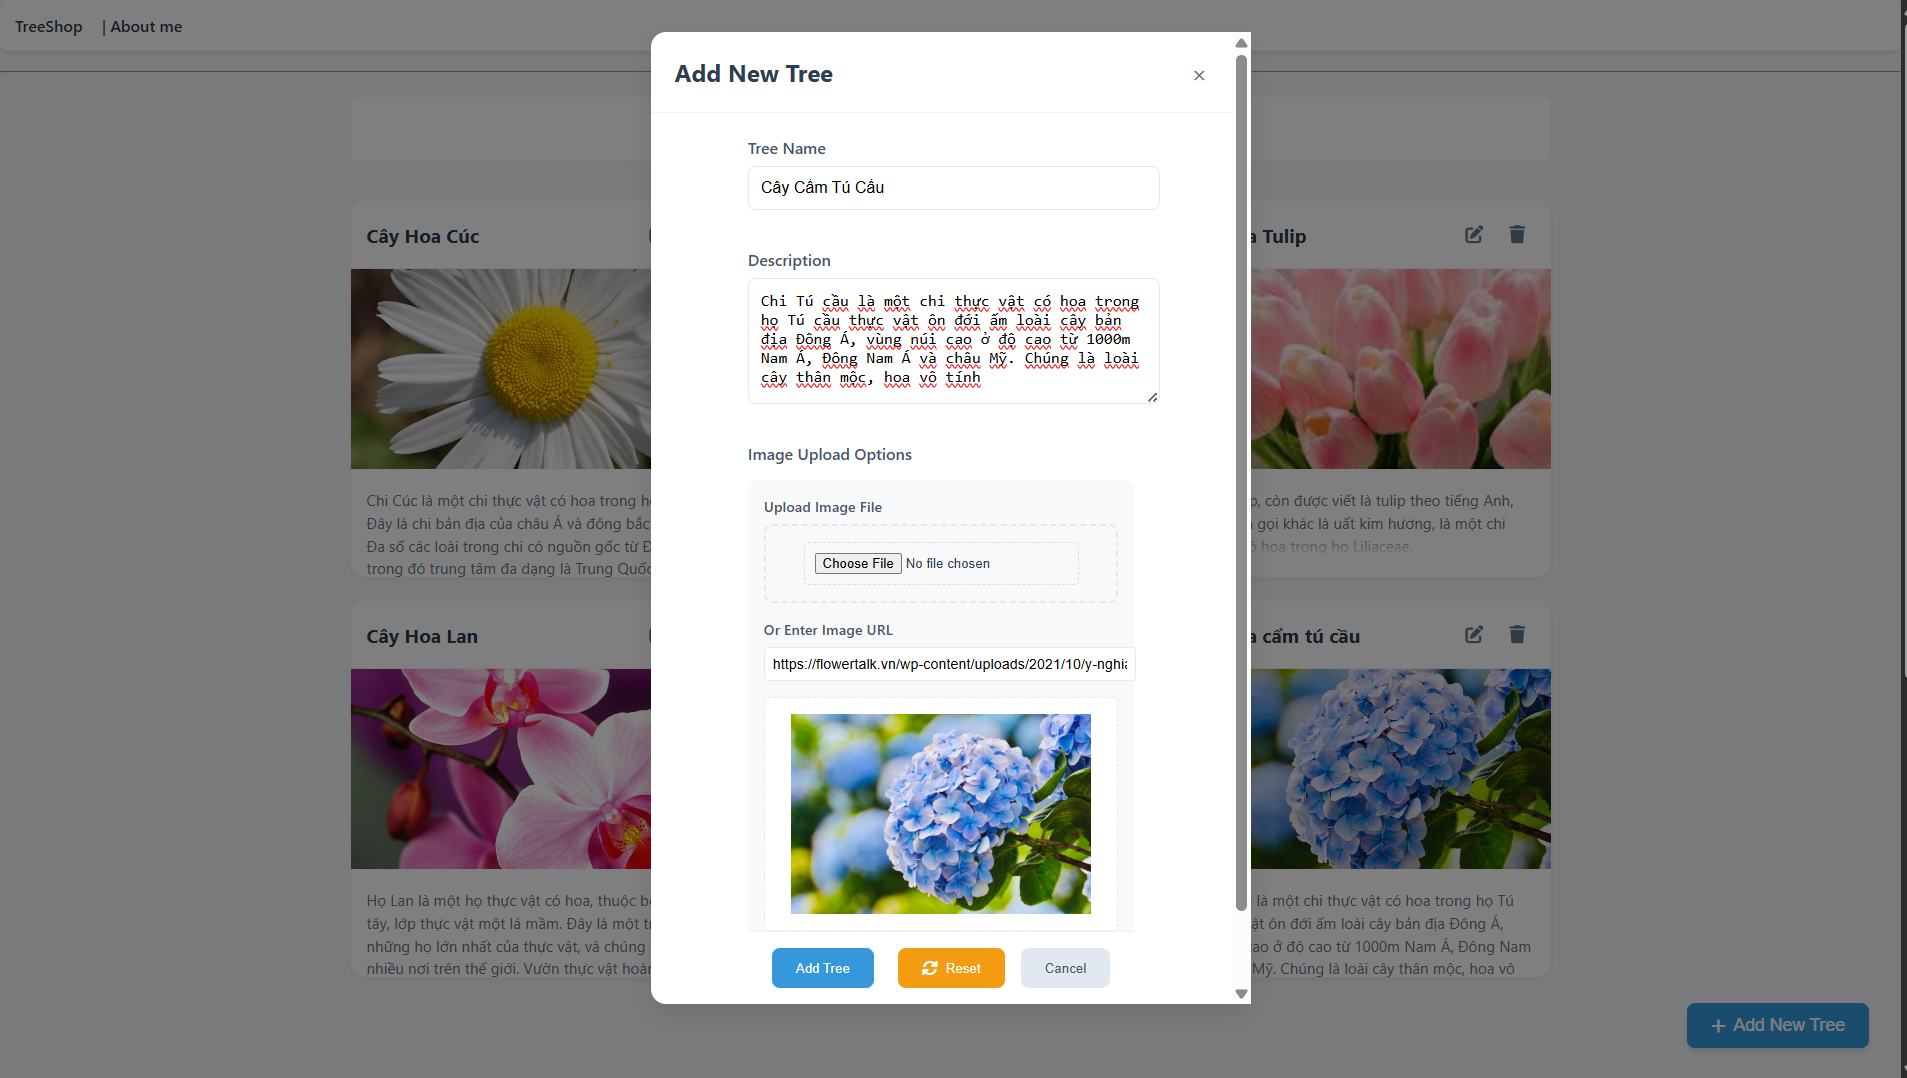 TreeShop | About me
Add New Tree
×
Tree Name
Cây Cẩm Tú Cầu
Description
Chi Tú cầu là một chi thực vật có hoa trong
họ Tú cầu thực vật ôn đới ấm loài cây bản
địa Đông Á, vùng núi cao ở độ cao từ 1000m
Nam Á, Đông Nam Á và châu Mỹ. Chúng là loài
cây thân mộc, hoa vô tính
Image Upload Options
Upload Image File
Choose File No file chosen
Or Enter Image URL
https://flowertalk.vn/wp-content/uploads/2021/10/y-nghia
Add Tree
Reset
Cancel
Cây Hoa Cúc
Chi Cúc là một chi thực vật có hoa trong
Đây là chi bản địa của châu Á và đông bắc
Đa số các loài trong chi có nguồn gốc từ
trong đó trung tâm đa dạng là Trung Quốc
a Tulip
, còn được viết là tulip theo tiếng Anh,
gọi khác là uất kim hương, là một chi
hoa trong họ Liliaceae.
Cây Hoa Lan
Họ Lan là một họ thực vật có hoa, thuộc
tây, lớp thực vật một lá mầm. Đây là một
những họ lớn nhất của thực vật, và chúng
nhiều nơi trên thế giới. Vườn thực vật
a cẩm tú cầu
là một chi thực vật có hoa trong họ Tú
ật ôn đới ấm loài cây bản địa Đông Á,
ao ở độ cao từ 1000m Nam Á, Đông Nam
Mỹ. Chúng là loài cây thân mộc, hoa vô
+ Add New Tree